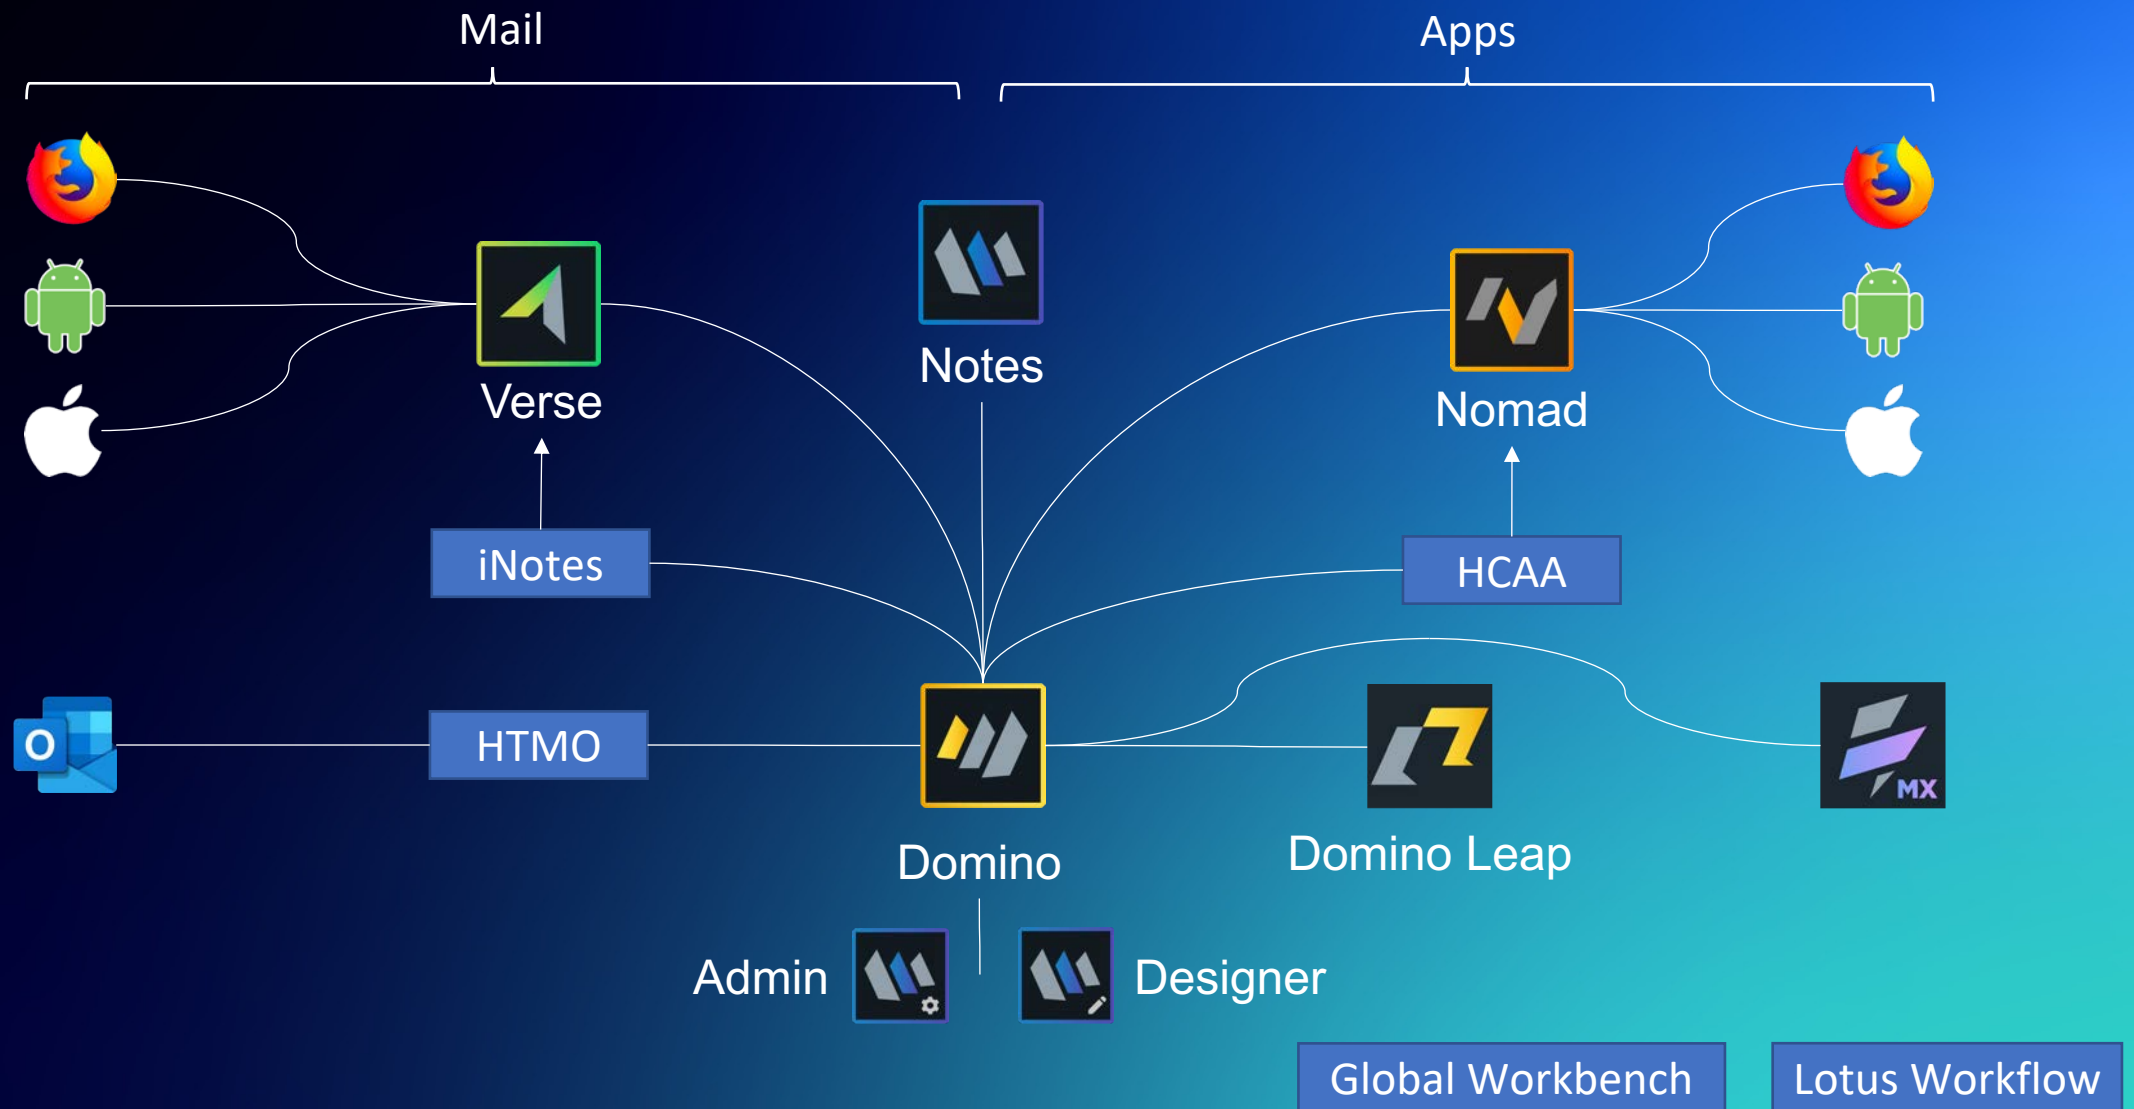 Mail
Apps
Notes
Verse
Nomad
iNotes
HCAA
O
HTMO
MX
Domino
Domino Leap
Admin
Designer
Global Workbench
Lotus Workflow